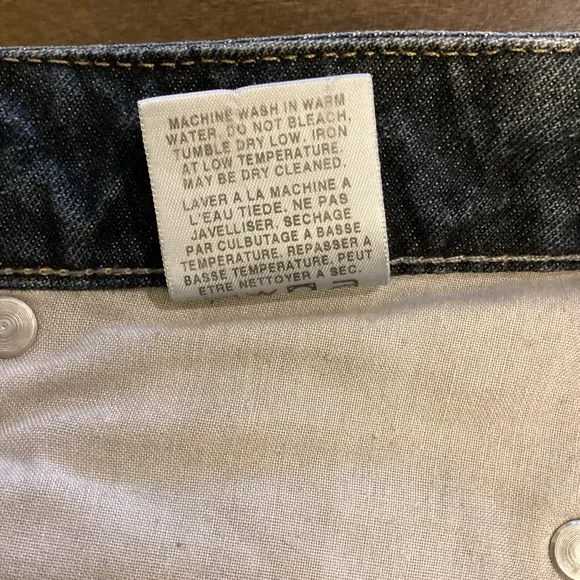 MACHINE WASH IN WARM
WATER. DO NOT BLEACH,
TUMBLE DRY LOW. IRON
AT LOW TEMPERATURE.
MAY BE DRY CLEANED.
LAVER A LA MACHINE A
L'EAU TIEDE. NE PAS
JAVELLISER. SECHAGE
PAR CULBUTAGE A BASSE
TEMPERATURE. REPASSER A
BASSE TEMPERATURE. PEUT
ETRE NETTOYER A SEC.